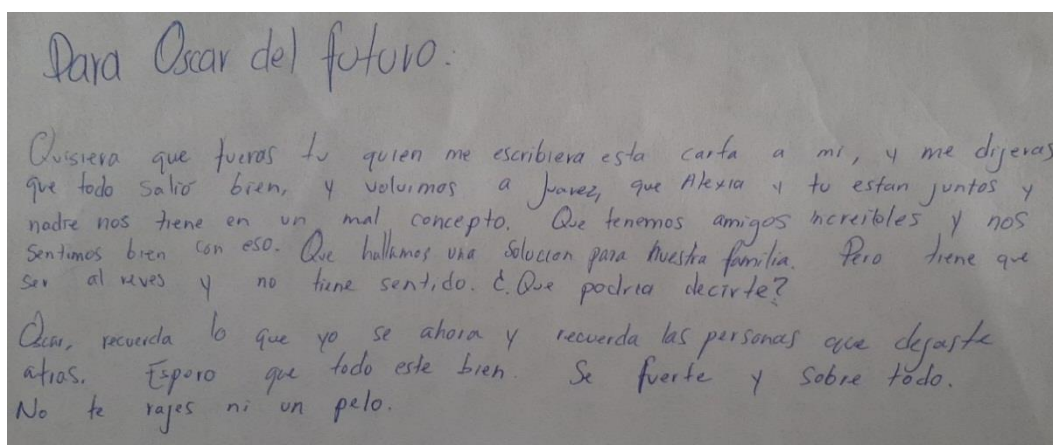 Para Oscar del futuro:
Quisiera que fueras tu quien me escribiera esta carta a mi, y me dijeras
que todo salió bien, y volvimos a Juarez, que Alexia y tu estan juntos y
nadie nos tiene en un mal concepto. Que tenemos amigos increibles y nos
sentimos bien con eso. Que hallamos una solucion para nuestra familia. Pero tiene que
ser al reves y no tiene sentido. ¿Que podria decirte?
Oscar, recuerda lo que yo se ahora y recuerda las personas que dejaste
atras. Espero que todo este bien. Se fuerte y sobre todo.
No te rajes ni un pelo.